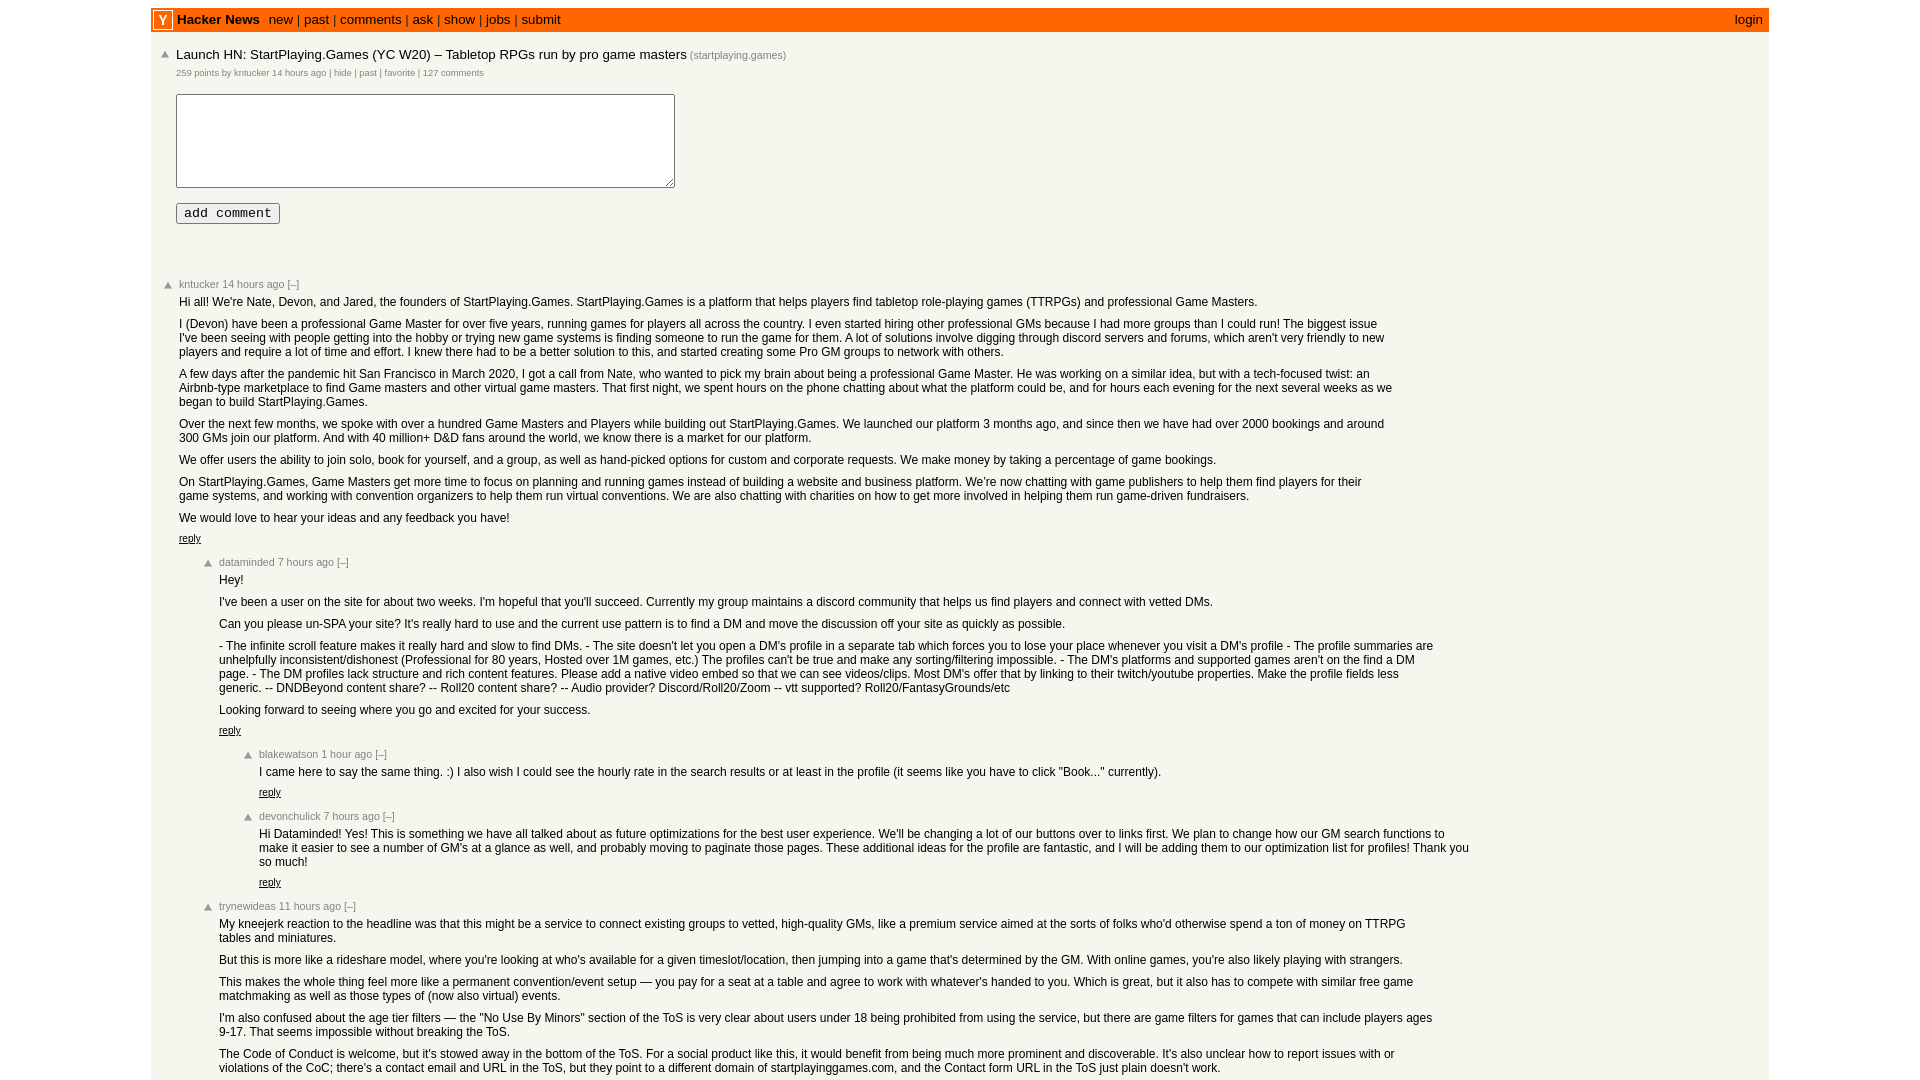 Y Hacker News new | past | comments | ask | show | jobs | submit login
Launch HN: StartPlaying.Games (YC W20) – Tabletop RPGs run by pro game masters (startplaying.games)
259 points by kntucker 14 hours ago | hide | past | favorite | 127 comments
add comment
kntucker 14 hours ago [–]
Hi all! We're Nate, Devon, and Jared, the founders of StartPlaying.Games. StartPlaying.Games is a platform that helps players find tabletop role-playing games (TTRPGs) and professional Game Masters.
I (Devon) have been a professional Game Master for over five years, running games for players all across the country. I even started hiring other professional GMs because I had more groups than I could run! The biggest issue
I've been seeing with people getting into the hobby or trying new game systems is finding someone to run the game for them. A lot of solutions involve digging through discord servers and forums, which aren't very friendly to new
players and require a lot of time and effort. I knew there had to be a better solution to this, and started creating some Pro GM groups to network with others.
A few days after the pandemic hit San Francisco in March 2020, I got a call from Nate, who wanted to pick my brain about being a professional Game Master. He was working on a similar idea, but with a tech-focused twist: an
Airbnb-type marketplace to find Game masters and other virtual game masters. That first night, we spent hours on the phone chatting about what the platform could be, and for hours each evening for the next several weeks as we
began to build StartPlaying.Games.
Over the next few months, we spoke with over a hundred Game Masters and Players while building out StartPlaying.Games. We launched our platform 3 months ago, and since then we have had over 2000 bookings and around
300 GMs join our platform. And with 40 million+ D&D fans around the world, we know there is a market for our platform.
We offer users the ability to join solo, book for yourself, and a group, as well as hand-picked options for custom and corporate requests. We make money by taking a percentage of game bookings.
On StartPlaying.Games, Game Masters get more time to focus on planning and running games instead of building a website and business platform. We’re now chatting with game publishers to help them find players for their
game systems, and working with convention organizers to help them run virtual conventions. We are also chatting with charities on how to get more involved in helping them run game-driven fundraisers.
We would love to hear your ideas and any feedback you have!
reply
dataminded 7 hours ago [–]
Hey!
I've been a user on the site for about two weeks. I'm hopeful that you'll succeed. Currently my group maintains a discord community that helps us find players and connect with vetted DMs.
Can you please un-SPA your site? It's really hard to use and the current use pattern is to find a DM and move the discussion off your site as quickly as possible.
- The infinite scroll feature makes it really hard and slow to find DMs. - The site doesn't let you open a DM's profile in a separate tab which forces you to lose your place whenever you visit a DM's profile - The profile summaries are
unhelpfully inconsistent/dishonest (Professional for 80 years, Hosted over 1M games, etc.) The profiles can't be true and make any sorting/filtering impossible. - The DM's platforms and supported games aren't on the find a DM
page. - The DM profiles lack structure and rich content features. Please add a native video embed so that we can see videos/clips. Most DM's offer that by linking to their twitch/youtube properties. Make the profile fields less
generic. -- DNDBeyond content share? -- Roll20 content share? -- Audio provider? Discord/Roll20/Zoom -- vtt supported? Roll20/FantasyGrounds/etc
Looking forward to seeing where you go and excited for your success.
reply
blakewatson 1 hour ago [–]
I came here to say the same thing. :) I also wish I could see the hourly rate in the search results or at least in the profile (it seems like you have to click "Book..." currently).
reply
devonchulick 7 hours ago [–]
Hi Dataminded! Yes! This is something we have all talked about as future optimizations for the best user experience. We'll be changing a lot of our buttons over to links first. We plan to change how our GM search functions to
make it easier to see a number of GM's at a glance as well, and probably moving to paginate those pages. These additional ideas for the profile are fantastic, and I will be adding them to our optimization list for profiles! Thank you
so much!
reply
trynewideas 11 hours ago [–]
My kneejerk reaction to the headline was that this might be a service to connect existing groups to vetted, high-quality GMs, like a premium service aimed at the sorts of folks who'd otherwise spend a ton of money on TTRPG
tables and miniatures.
But this is more like a rideshare model, where you're looking at who's available for a given timeslot/location, then jumping into a game that's determined by the GM. With online games, you're also likely playing with strangers.
This makes the whole thing feel more like a permanent convention/event setup — you pay for a seat at a table and agree to work with whatever's handed to you. Which is great, but it also has to compete with similar free game
matchmaking as well as those types of (now also virtual) events.
I'm also confused about the age tier filters — the "No Use By Minors" section of the ToS is very clear about users under 18 being prohibited from using the service, but there are game filters for games that can include players ages
9-17. That seems impossible without breaking the ToS.
The Code of Conduct is welcome, but it's stowed away in the bottom of the ToS. For a social product like this, it would benefit from being much more prominent and discoverable. It's also unclear how to report issues with or
violations of the CoC; there's a contact email and URL in the ToS, but they point to a different domain of startplayinggames.com, and the Contact form URL in the ToS just plain doesn't work.